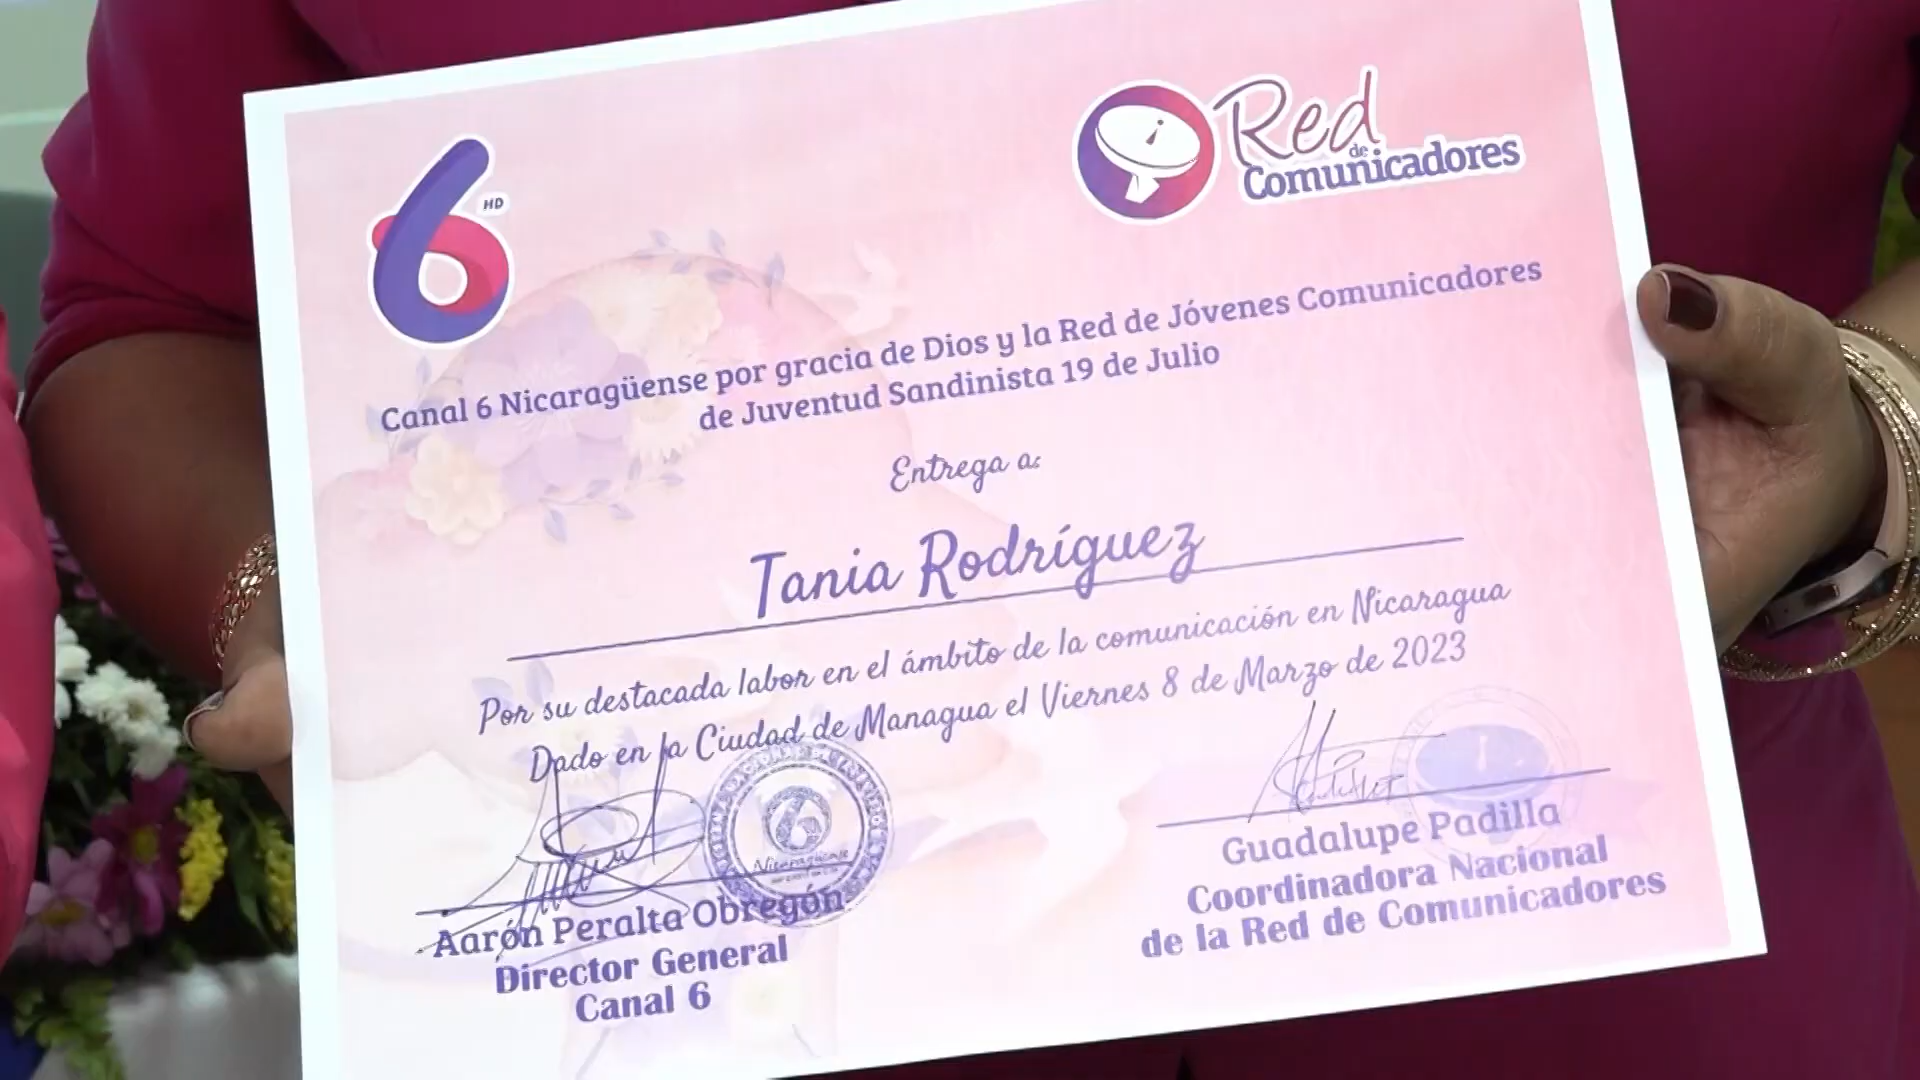 6 HD
Red
de
Comunicadores
Canal 6 Nicaragüense por gracia de Dios y la Red de Jóvenes Comunicadores
de Juventud Sandinista 19 de Julio
Entrega a:
Tania Rodríguez
Por su destacada labor en el ámbito de la comunicación en Nicaragua
Dado en la Ciudad de Managua el Viernes 8 de Marzo de 2023
6
Nicaragüense
Aarón Peralta Obregón
Director General
Canal 6
Guadalupe Padilla
Coordinadora Nacional
de la Red de Comunicadores